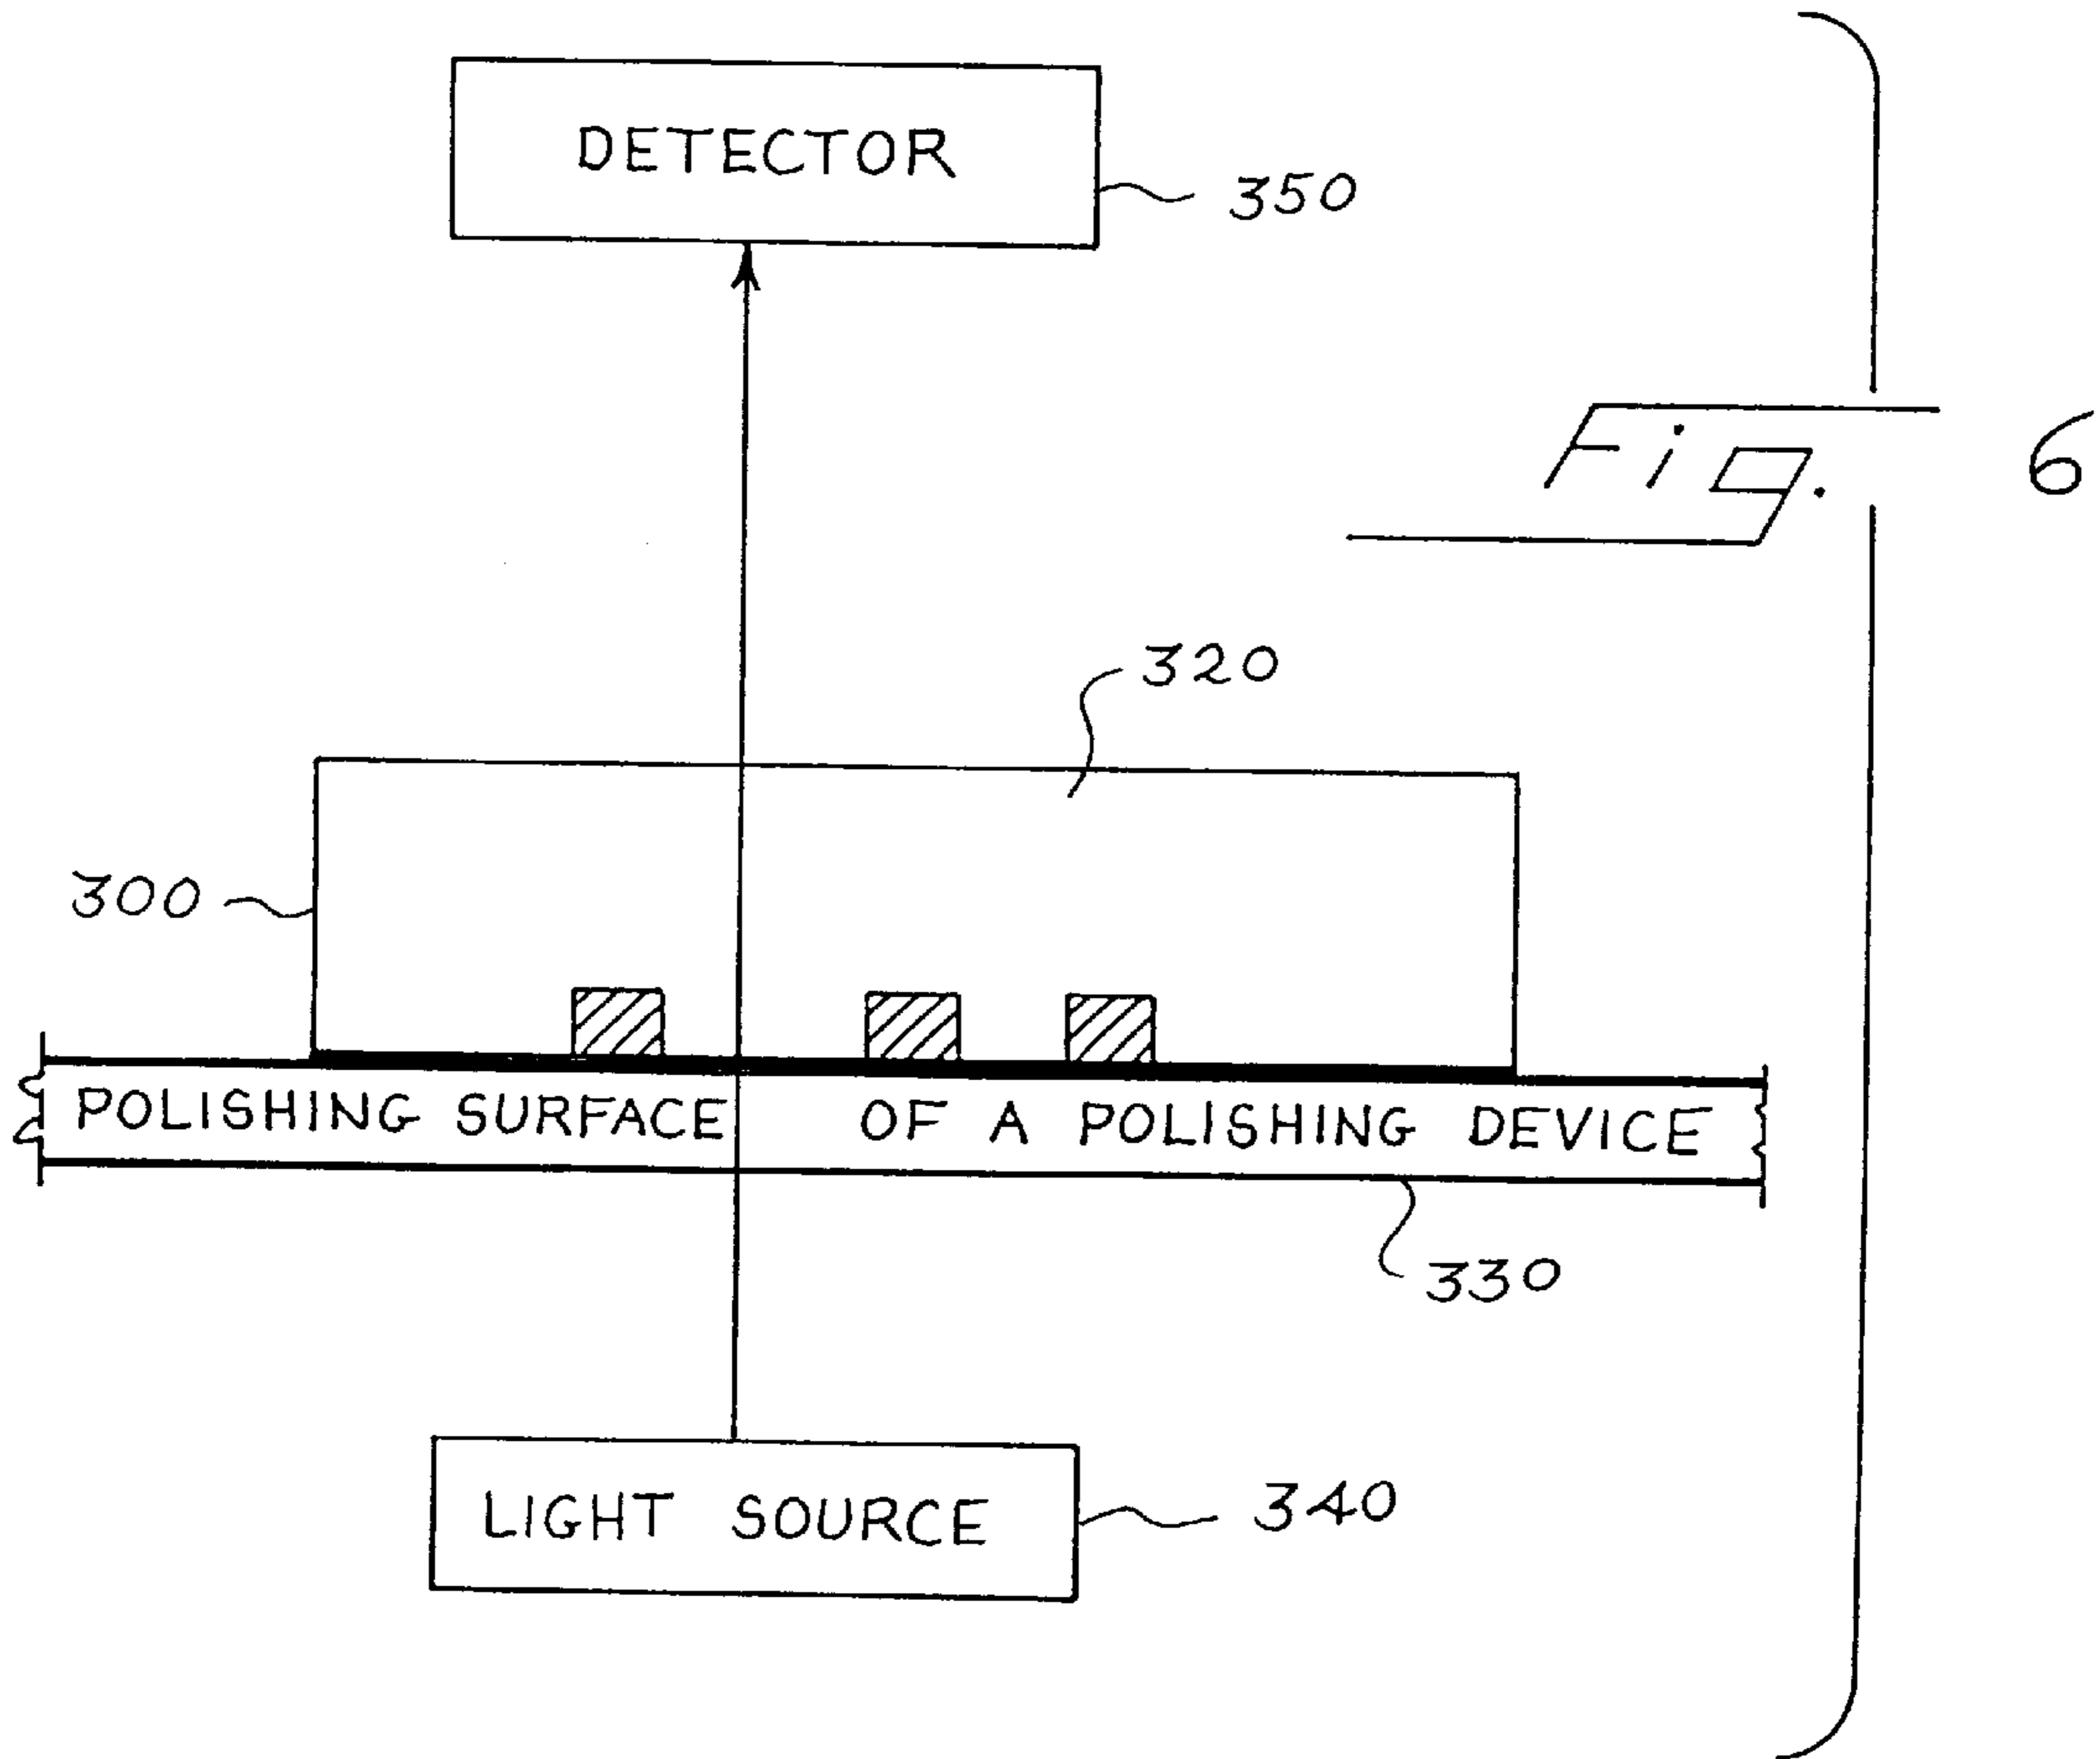 DETECTOR
350
Fig. 6
320
300
POLISHING SURFACE OF A POLISHING DEVICE
330
LIGHT SOURCE
340